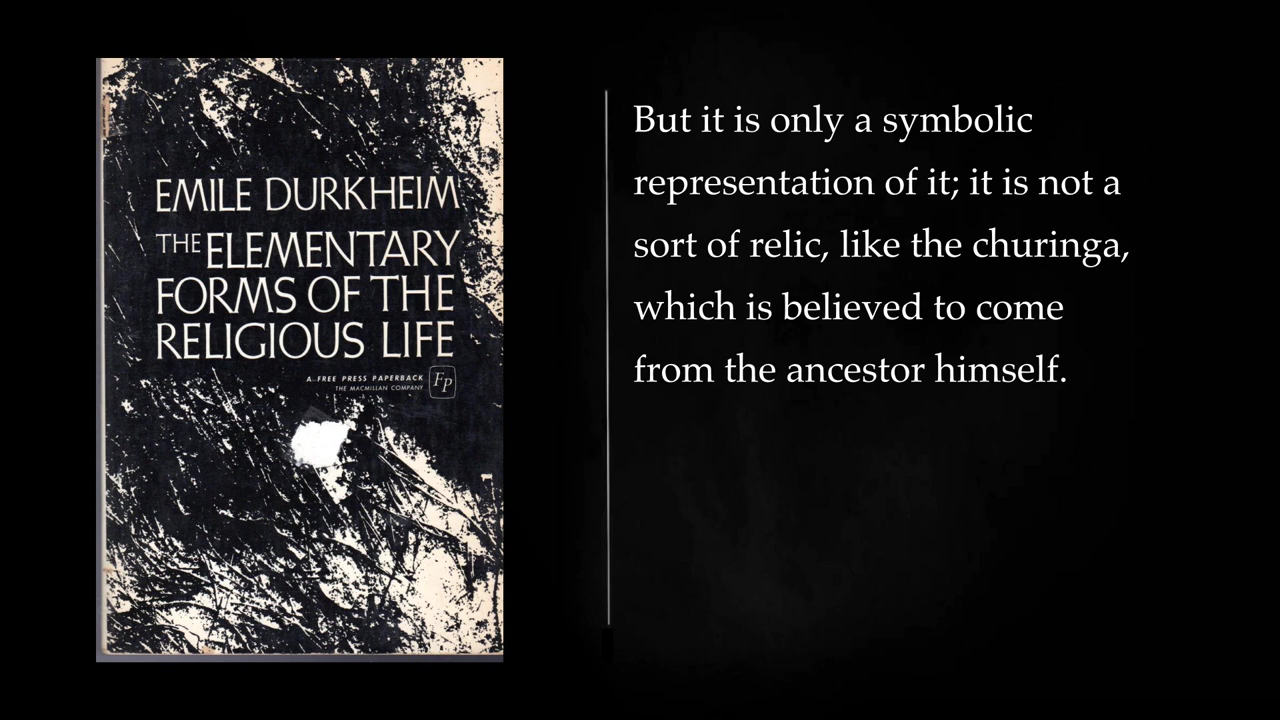 EMILE DURKHEIM
THE ELEMENTARY
FORMS OF THE
RELIGIOUS LIFE
A FREE PRESS PAPERBACK
THE MACMILLAN COMPANY
FP
But it is only a symbolic
representation of it; it is not a
sort of relic, like the churinga,
which is believed to come
from the ancestor himself.